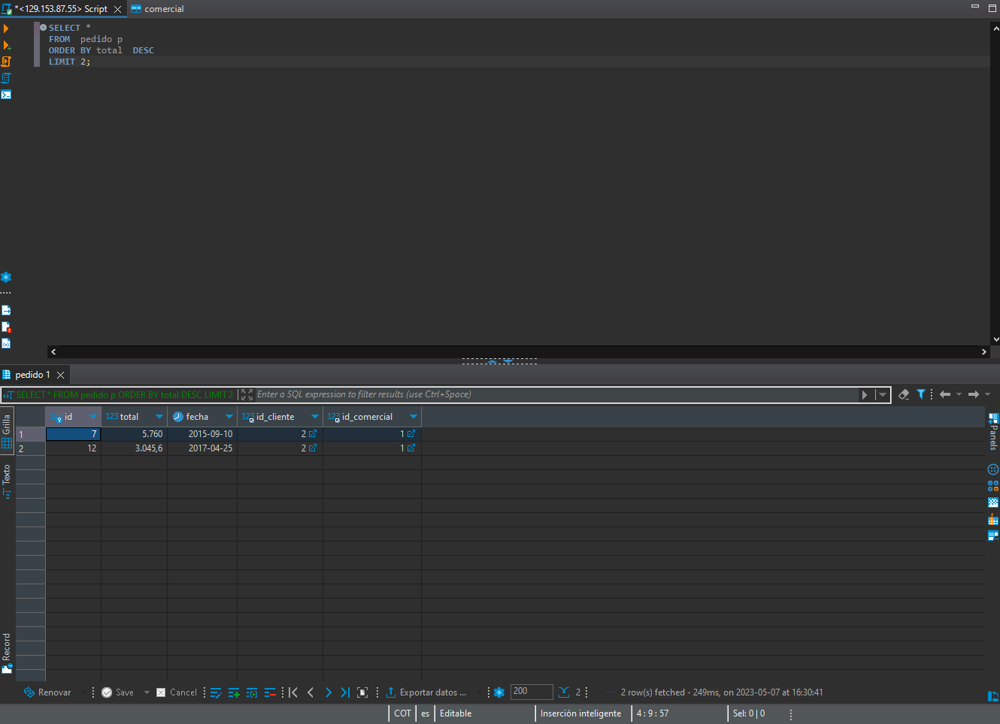 *<129.153.87.55> Script
comercial
SELECT *
FROM  pedido p
ORDER BY total  DESC
LIMIT 2;
pedido 1
SELECT * FROM pedido p ORDER BY total DESC LIMIT 2
Enter a SQL expression to filter results (use Ctrl+Space)
Grilla
Texto
Record
Panels
123 id 123 total fecha 123 id_cliente 123 id_comercial
1 7 5.760 2015-09-10 2 1
2 12 3.045,6 2017-04-25 2 1
Renovar Save Cancel Exportar datos ... 200 2 ... 2 row(s) fetched - 249ms, on 2023-05-07 at 16:30:41
COT es Editable Inserción inteligente 4 : 9 : 57 Sel: 0 | 0